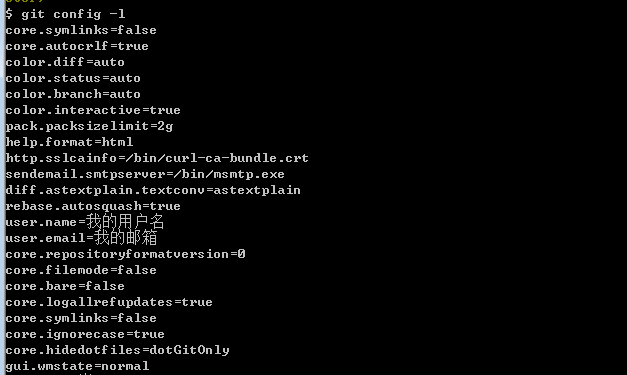 $ git config -l
core.symlinks=false
core.autocrlf=true
color.diff=auto
color.status=auto
color.branch=auto
color.interactive=true
pack.packsizelimit=2g
help.format=html
http.sslcainfo=/bin/curl-ca-bundle.crt
sendemail.smtpserver=/bin/msmtp.exe
diff.astextplain.textconv=astextplain
rebase.autosquash=true
user.name=我的用户名
user.email=我的邮箱
core.repositoryformatversion=0
core.filemode=false
core.bare=false
core.logallrefupdates=true
core.symlinks=false
core.ignorecase=true
core.hidedotfiles=dotGitOnly
gui.wmstate=normal